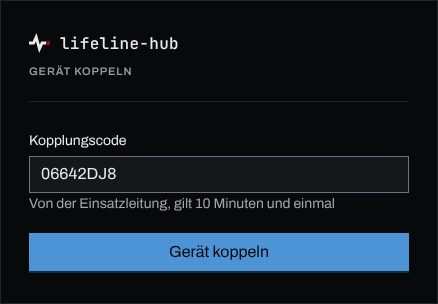 lifeline-hub
GERÄT KOPPELN
Kopplungscode
06642DJ8
Von der Einsatzleitung, gilt 10 Minuten und einmal
Gerät koppeln